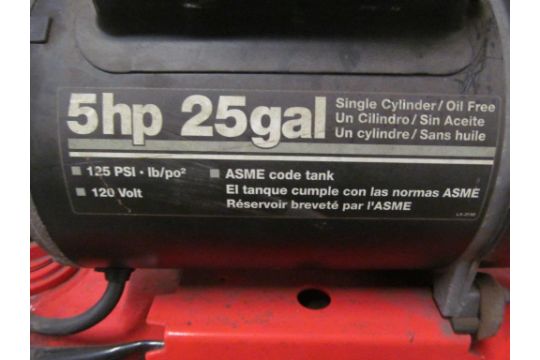 5hp 25gal
Single Cylinder/Oil Free
Un Cilindro/Sin Aceite
Un cylindre/Sans huile
■ 125 PSI • lb/po²
■ 120 Volt
■ ASME code tank
El tanque cumple con las normas ASME
Réservoir breveté par l'ASME